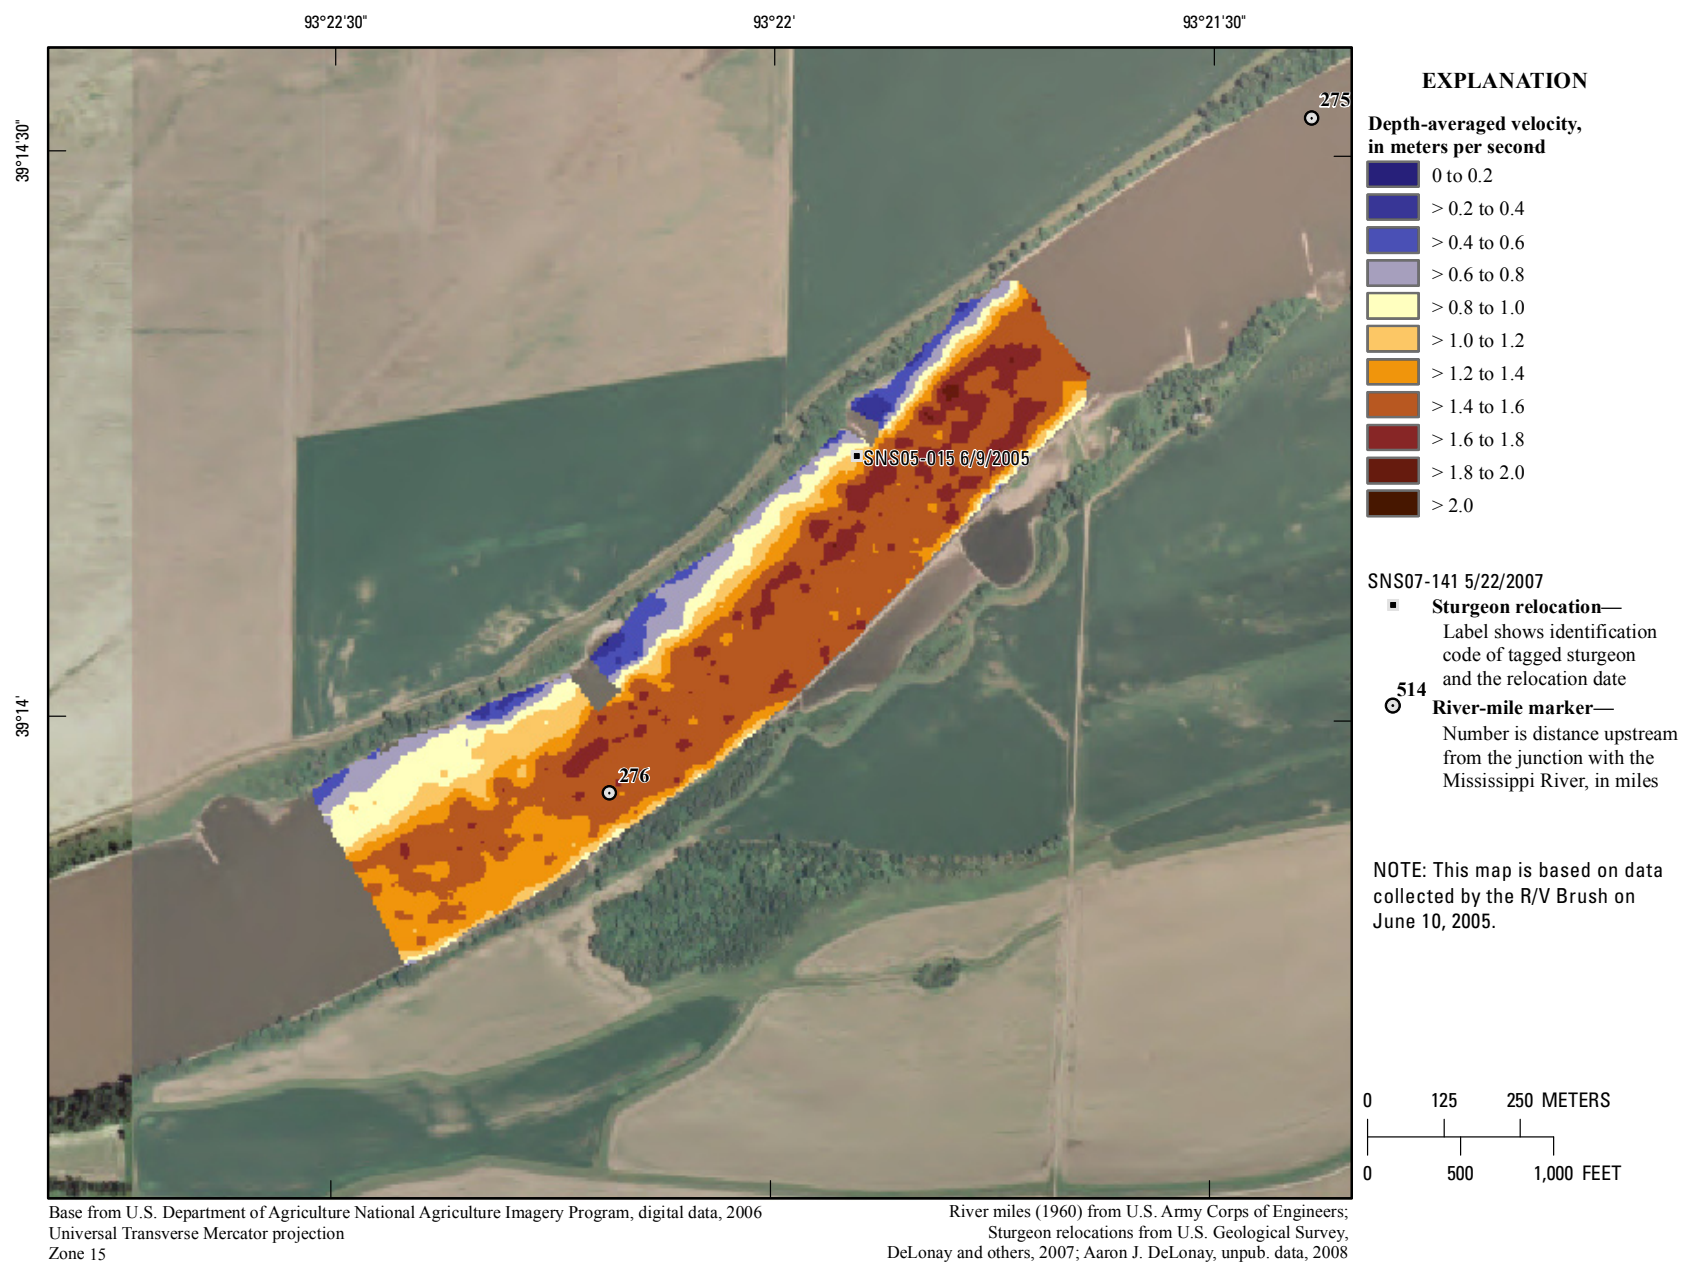 93°22'30"
93°22'
93°21'30"
39°14'30"
39°14'
275
SNS05-015 6/9/2005
276
EXPLANATION
Depth-averaged velocity,
in meters per second
0 to 0.2
> 0.2 to 0.4
> 0.4 to 0.6
> 0.6 to 0.8
> 0.8 to 1.0
> 1.0 to 1.2
> 1.2 to 1.4
> 1.4 to 1.6
> 1.6 to 1.8
> 1.8 to 2.0
> 2.0
SNS07-141 5/22/2007
Sturgeon relocation—
Label shows identification
code of tagged sturgeon
and the relocation date
514
River-mile marker—
Number is distance upstream
from the junction with the
Mississippi River, in miles
NOTE: This map is based on data
collected by the R/V Brush on
June 10, 2005.
0 125 250 METERS
0 500 1,000 FEET
Base from U.S. Department of Agriculture National Agriculture Imagery Program, digital data, 2006
Universal Transverse Mercator projection
Zone 15
River miles (1960) from U.S. Army Corps of Engineers;
Sturgeon relocations from U.S. Geological Survey,
DeLonay and others, 2007; Aaron J. DeLonay, unpub. data, 2008